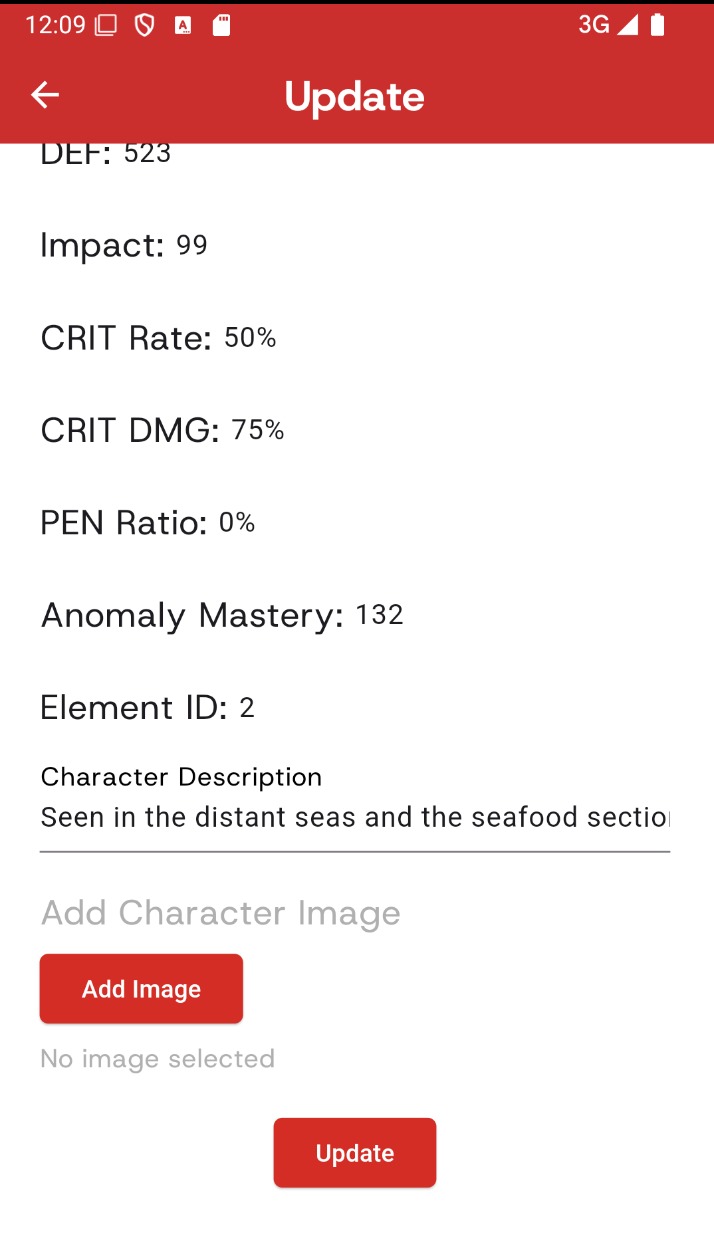 12:09
3G
Update
DEF: 523
Impact: 99
CRIT Rate: 50%
CRIT DMG: 75%
PEN Ratio: 0%
Anomaly Mastery: 132
Element ID: 2
Character Description
Seen in the distant seas and the seafood sectio
Add Character Image
Add Image
No image selected
Update